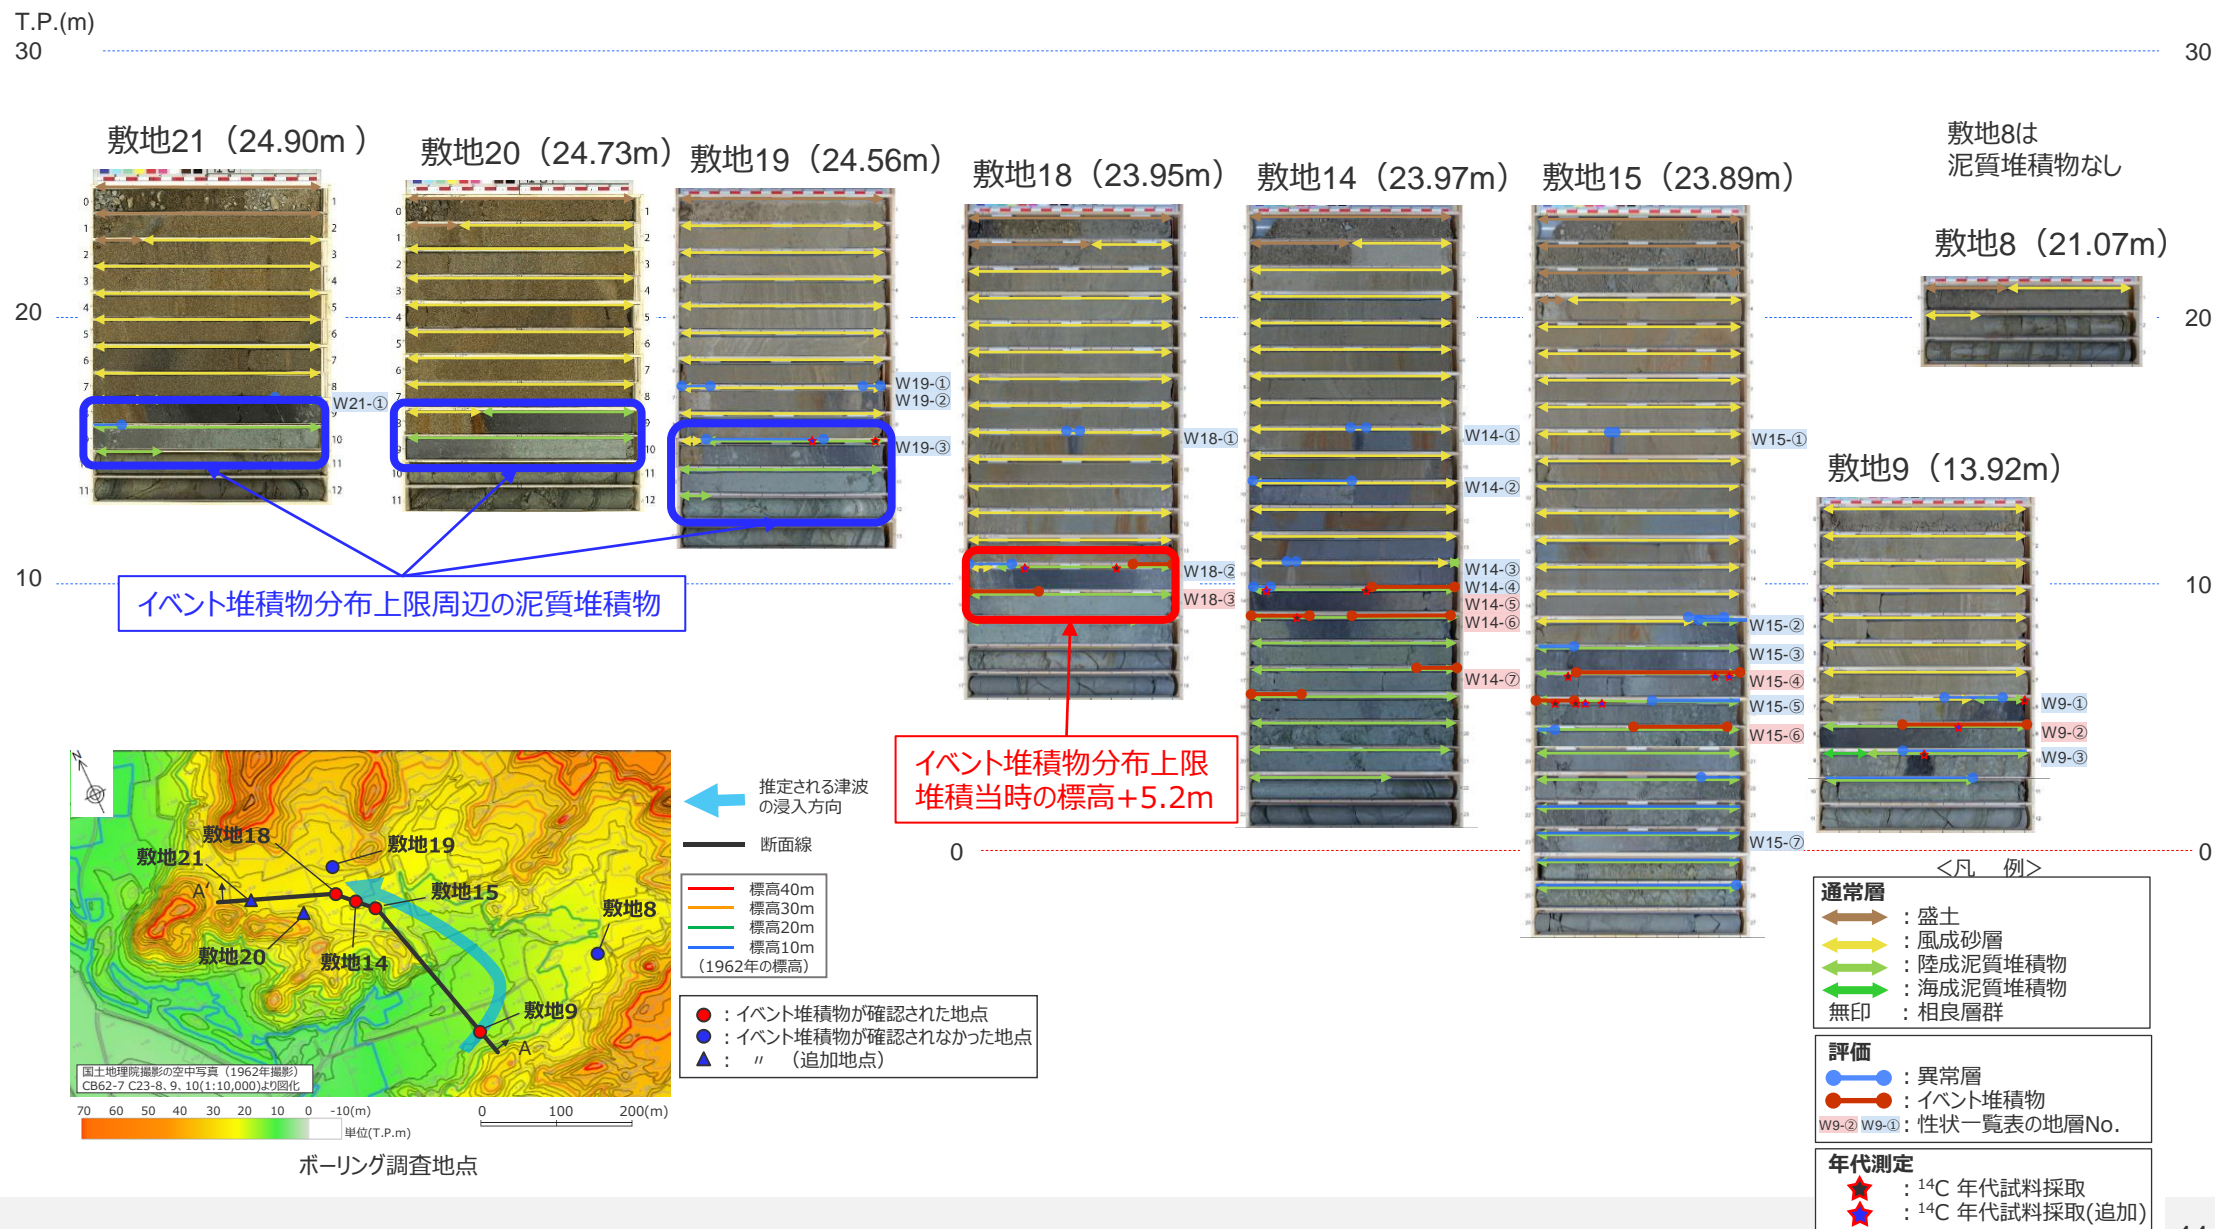 T.P.(m)
30
30
敷地21（24.90m ）
敷地20（24.73m）
敷地19（24.56m）
敷地18（23.95m）
敷地14（23.97m）
敷地15（23.89m）
敷地8は
泥質堆積物なし
敷地8（21.07m）
20
20
W21-①
W19-①
W19-②
W19-③
W18-①
W14-①
W15-①
W14-②
敷地9（13.92m）
10
10
W18-②
W18-③
W14-③
W14-④
W14-⑤
W14-⑥
W14-⑦
W15-②
W15-③
W15-④
W15-⑤
W15-⑥
W15-⑦
W9-①
W9-②
W9-③
イベント堆積物分布上限周辺の泥質堆積物
イベント堆積物分布上限
堆積当時の標高+5.2m
0
0
N
敷地18
敷地19
敷地21
A'
敷地15
敷地8
敷地20
敷地14
敷地9
A
国土地理院撮影の空中写真（1962年撮影）
CB62-7 C23-8、9、10(1:10,000)より図化
70 60 50 40 30 20 10 0 -10(m)
単位(T.P.m)
0 100 200(m)
ボーリング調査地点
推定される津波
の浸入方向
断面線
標高40m
標高30m
標高20m
標高10m
（1962年の標高）
：イベント堆積物が確認された地点
：イベント堆積物が確認されなかった地点
： 〃 （追加地点）
＜凡 例＞
通常層
：盛土
：風成砂層
：陸成泥質堆積物
：海成泥質堆積物
無印 ：相良層群
評価
：異常層
：イベント堆積物
W9-② W9-①：性状一覧表の地層No.
年代測定
：14C 年代試料採取
：14C 年代試料採取(追加)